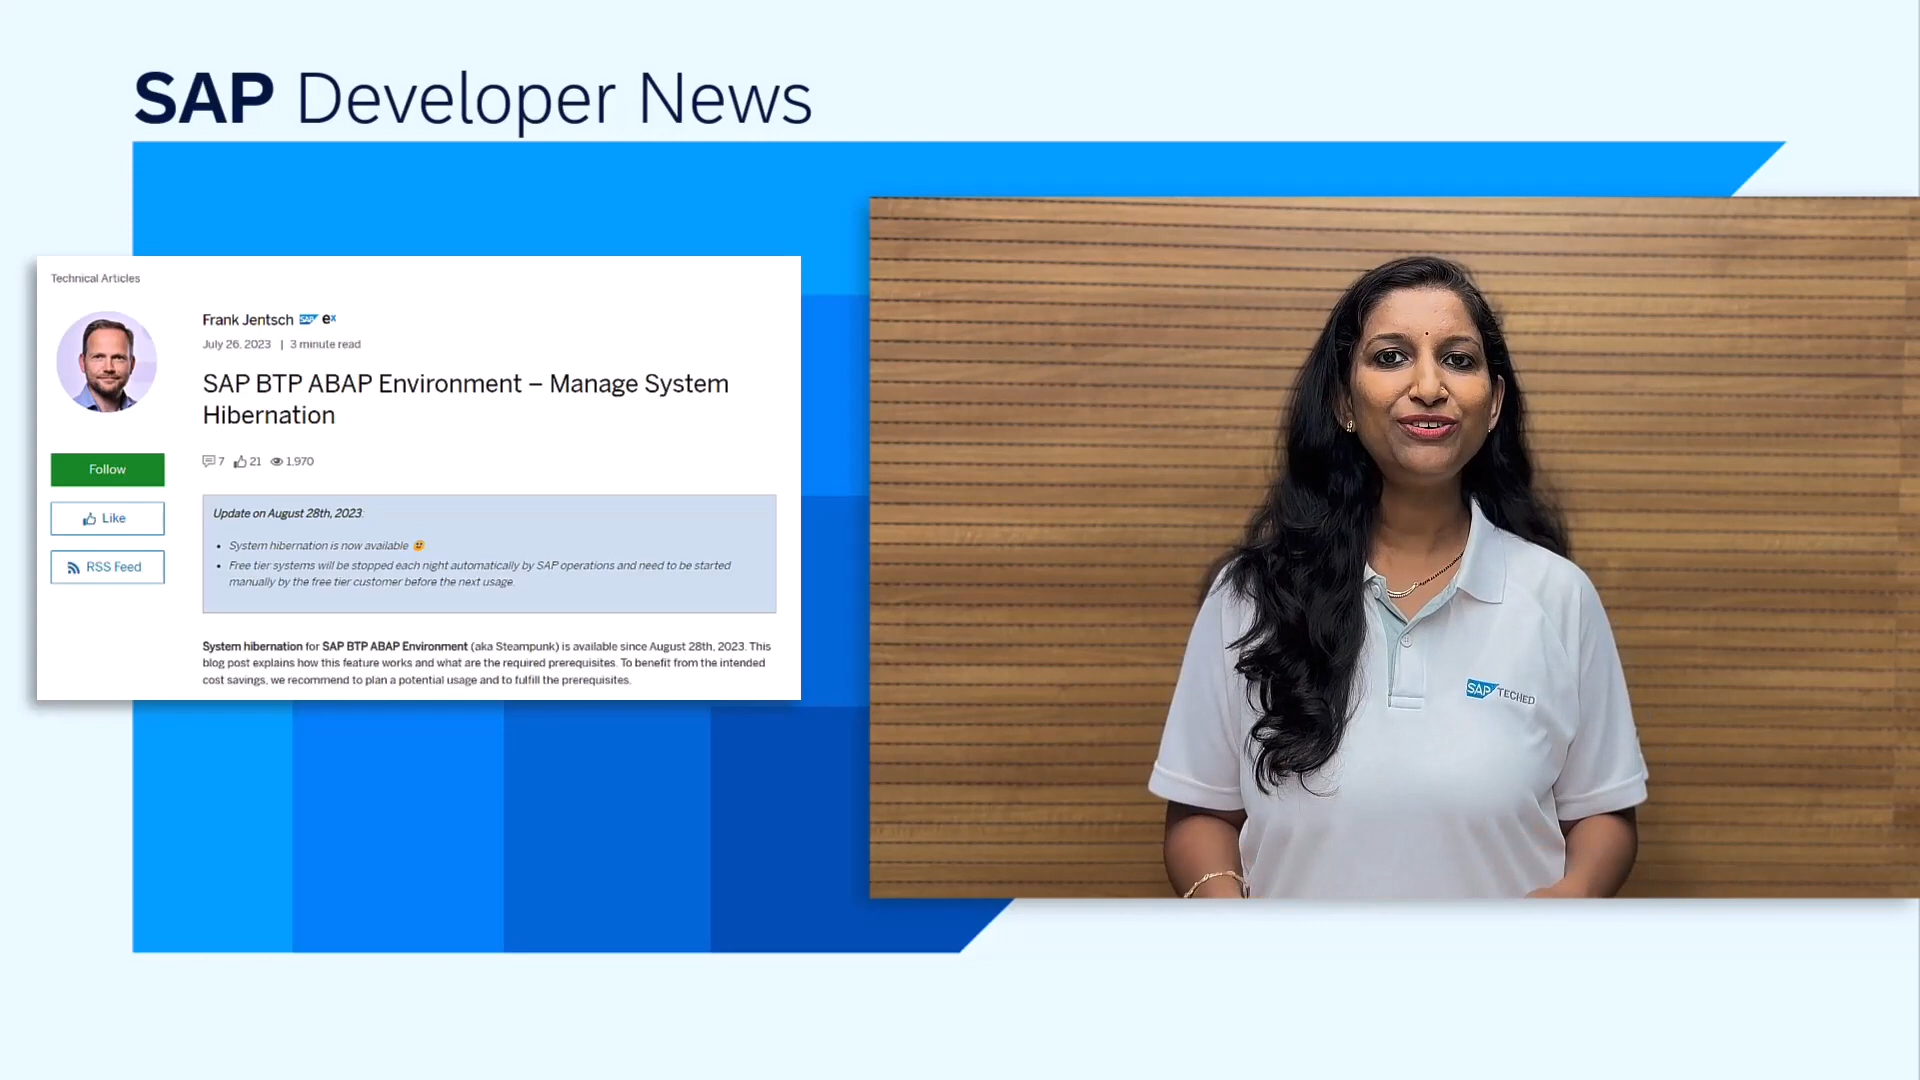 SAP Developer News
Technical Articles
Frank Jentsch SAP ex
July 26, 2023 | 3 minute read
SAP BTP ABAP Environment – Manage System
Hibernation
7 21 1.970
Follow
Like
RSS Feed
Update on August 28th, 2023:
• System hibernation is now available 🙂
• Free tier systems will be stopped each night automatically by SAP operations and need to be started
manually by the free tier customer before the next usage.
System hibernation for SAP BTP ABAP Environment (aka Steampunk) is available since August 28th, 2023. This
blog post explains how this feature works and what are the required prerequisites. To benefit from the intended
cost savings, we recommend to plan a potential usage and to fulfill the prerequisites.
SAP TECHED